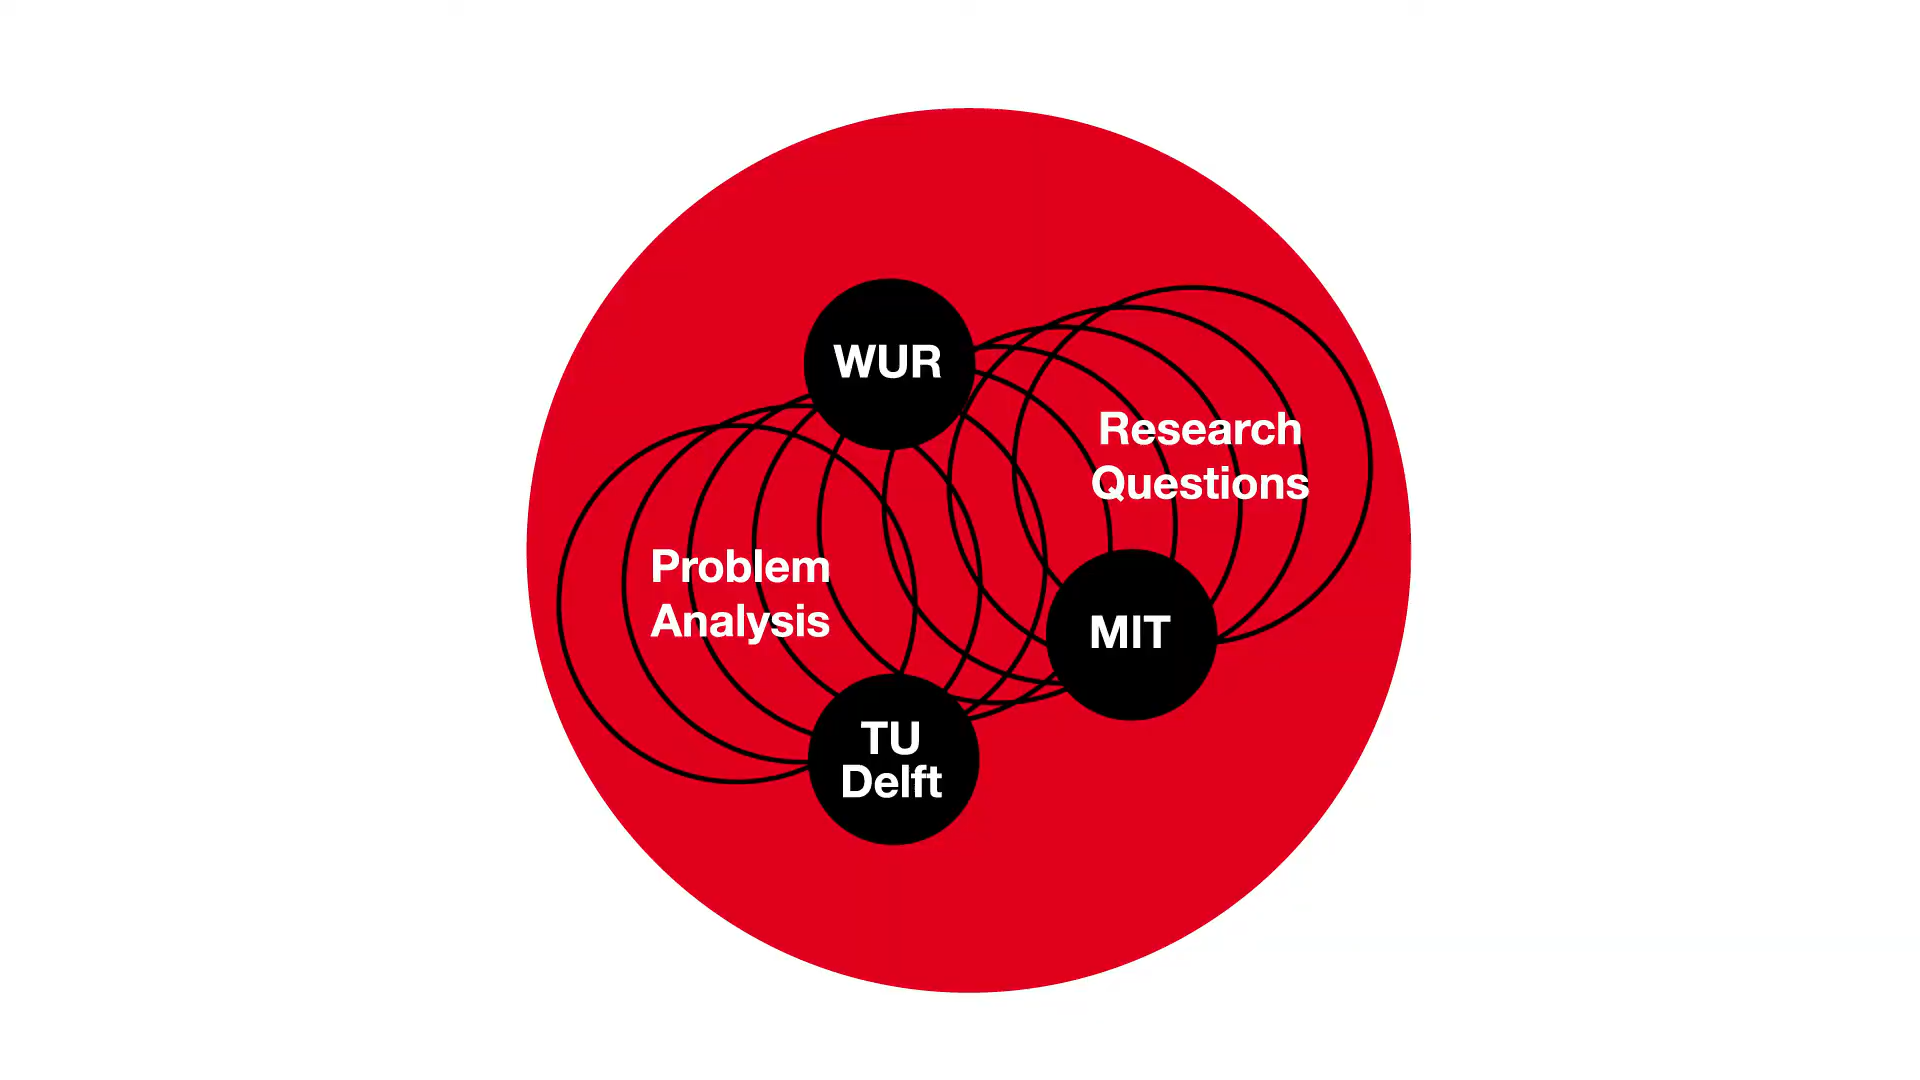 WUR
Research
Questions
Problem
Analysis
MIT
TU
Delft